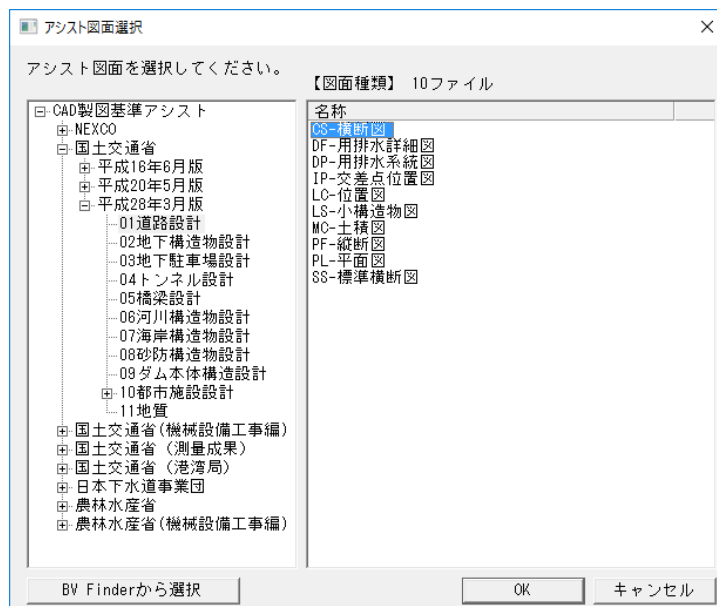 アシスト図面選択
アシスト図面を選択してください。
【図面種類】 10ファイル
CAD製図基準アシスト
NEXCO
国土交通省
平成16年6月版
平成20年5月版
平成28年3月版
01道路設計
02地下構造物設計
03地下駐車場設計
04トンネル設計
05橋梁設計
06河川構造物設計
07海岸構造物設計
08砂防構造物設計
09ダム本体構造設計
10都市施設設計
11地質
国土交通省(機械設備工事編)
国土交通省（測量成果）
国土交通省（港湾局）
日本下水道事業団
農林水産省
農林水産省(機械設備工事編)
名称
CS-横断図
DF-用排水詳細図
DP-用排水系統図
IP-交差点位置図
LC-位置図
LS-小構造物図
MC-土積図
PF-縦断図
PL-平面図
SS-標準横断図
BV Finderから選択
OK
キャンセル